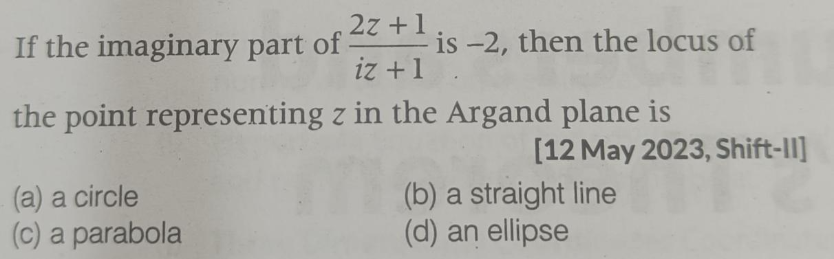 If the imaginary part of \frac{2z + 1}{iz + 1} is –2, then the locus of
the point representing z in the Argand plane is
[12 May 2023, Shift-II]
(a) a circle (b) a straight line
(c) a parabola (d) an ellipse